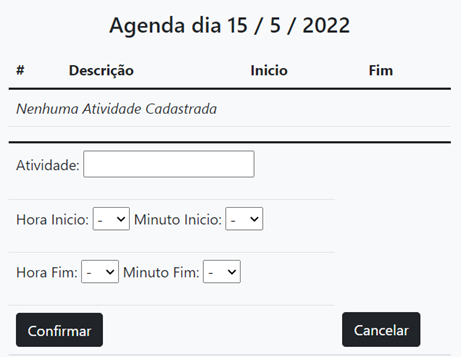 Agenda dia 15 / 5 / 2022
# Descrição Inicio Fim
Nenhuma Atividade Cadastrada
Atividade:
Hora Inicio: - Minuto Inicio: -
Hora Fim: - Minuto Fim: -
Confirmar Cancelar